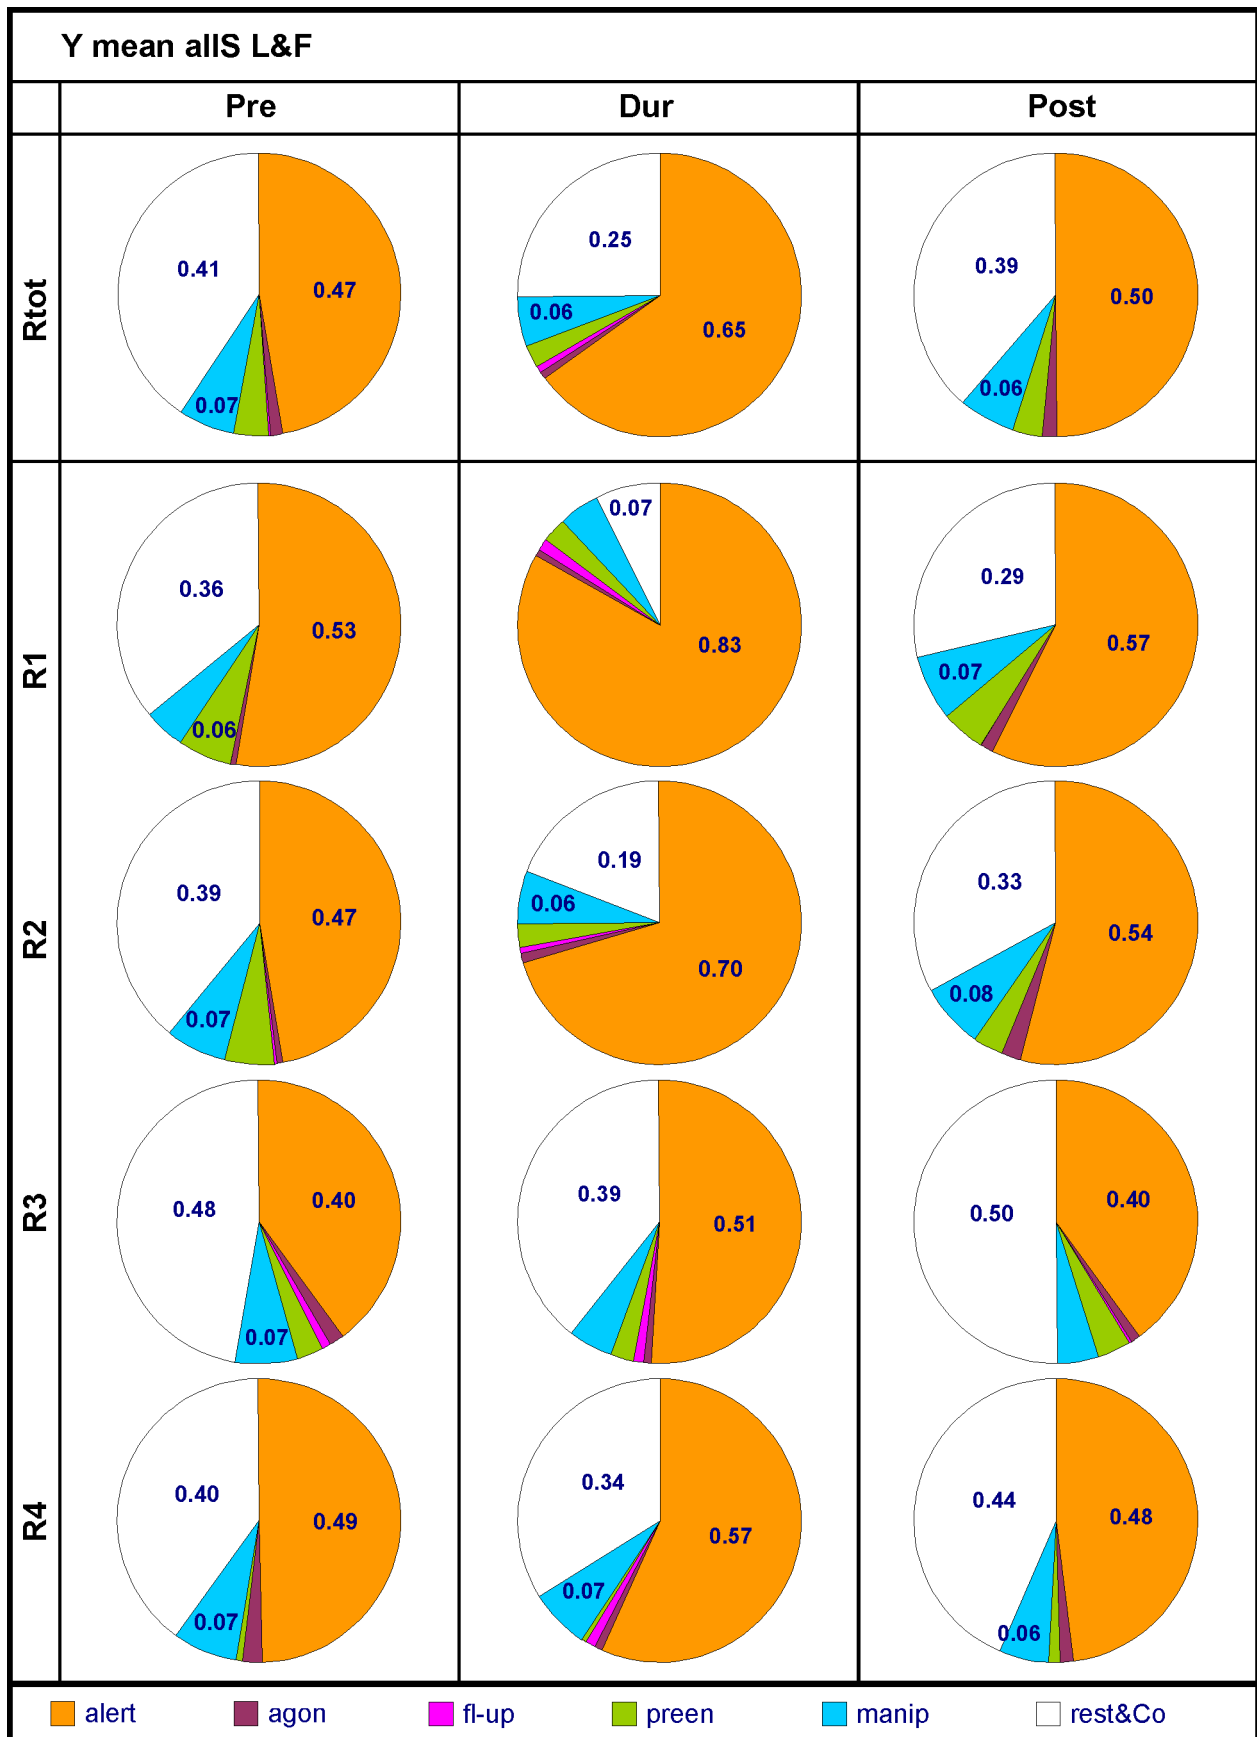 Y mean allS L&F
Pre Dur Post
Rtot
0.41 0.47 0.07
0.25 0.06 0.65
0.39 0.50 0.06
R1
0.36 0.53 0.06
0.07 0.83
0.29 0.57 0.07
R2
0.39 0.47 0.07
0.19 0.06 0.70
0.33 0.54 0.08
R3
0.48 0.40 0.07
0.39 0.51
0.50 0.40
R4
0.40 0.49 0.07
0.34 0.57 0.07
0.44 0.48 0.06
alert agon fl-up preen manip rest&Co